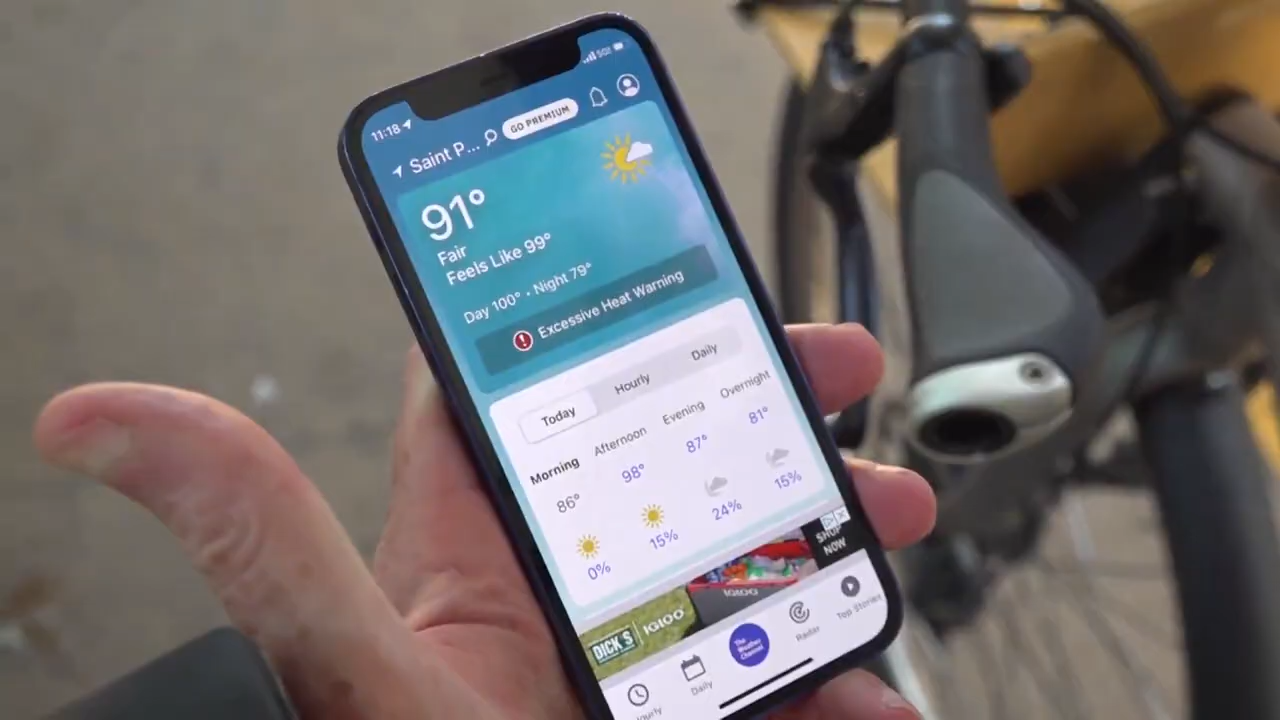 11:18
SOS
Saint P...
GO PREMIUM
91°
Fair
Feels Like 99°
Day 100° • Night 79°
Excessive Heat Warning
Today
Hourly
Daily
Morning
Afternoon
Evening
Overnight
86°
98°
87°
81°
0%
15%
24%
15%
DICK'S
IGLOO
IGLOO
SHOP
NOW
Hourly
Daily
The
Weather
Channel
Radar
Top Stories